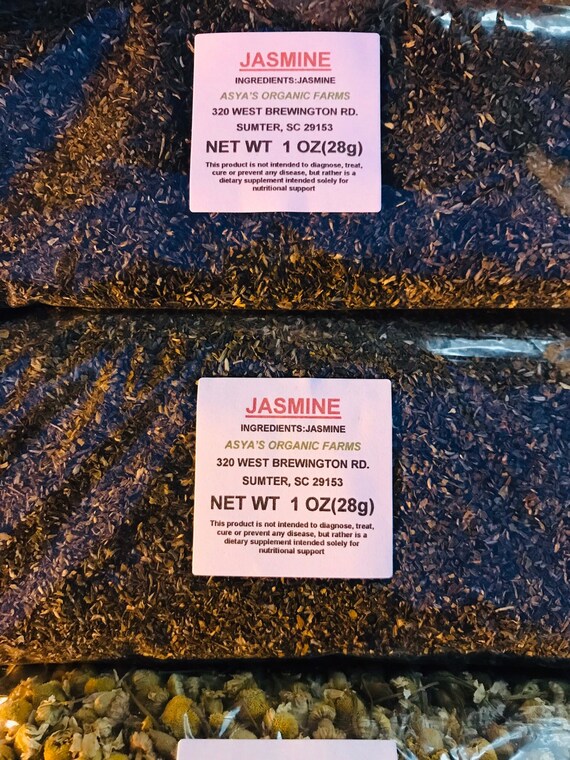 JASMINE
INGREDIENTS:JASMINE
ASYA'S ORGANIC FARMS
320 WEST BREWINGTON RD.
SUMTER, SC 29153
NET WT 1 OZ(28g)
This product is not intended to diagnose, treat,
cure or prevent any disease, but rather is a
dietary supplement intended solely for
nutritional support
JASMINE
INGREDIENTS:JASMINE
ASYA'S ORGANIC FARMS
320 WEST BREWINGTON RD.
SUMTER, SC 29153
NET WT 1 OZ(28g)
This product is not intended to diagnose, treat,
cure or prevent any disease, but rather is a
dietary supplement intended solely for
nutritional support